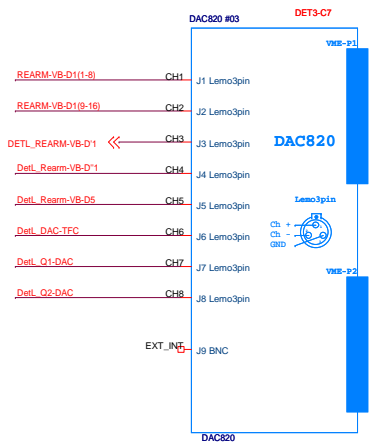 DAC820 #03
DET3-C7
VME-P1
REARM-VB-D1(1-8)
CH1
J1 Lemo3pin
REARM-VB-D1(9-16)
CH2
J2 Lemo3pin
DETL_REARM-VB-D'1
CH3
J3 Lemo3pin
DAC820
DetL_Rearm-VB-D"1
CH4
J4 Lemo3pin
DetL_Rearm-VB-D5
CH5
J5 Lemo3pin
Lemo3pin
Ch +
Ch -
GND
DetL_DAC-TFC
CH6
J6 Lemo3pin
DetL_Q1-DAC
CH7
J7 Lemo3pin
VME-P2
DetL_Q2-DAC
CH8
J8 Lemo3pin
EXT_INT
J9 BNC
DAC820